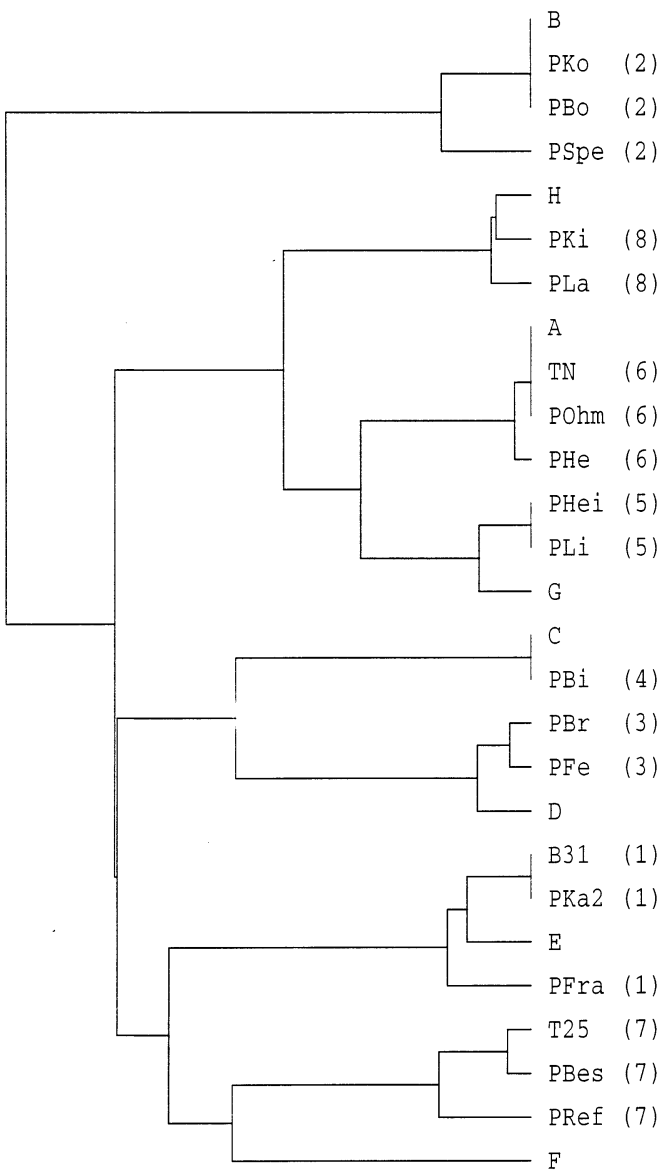 B
PKo (2)
PBo (2)
PSpe (2)
H
PKi (8)
PLa (8)
A
TN (6)
POhm (6)
PHe (6)
PHei (5)
PLi (5)
G
C
PBi (4)
PBr (3)
PFe (3)
D
B31 (1)
PKa2 (1)
E
PFra (1)
T25 (7)
PBes (7)
PRef (7)
F